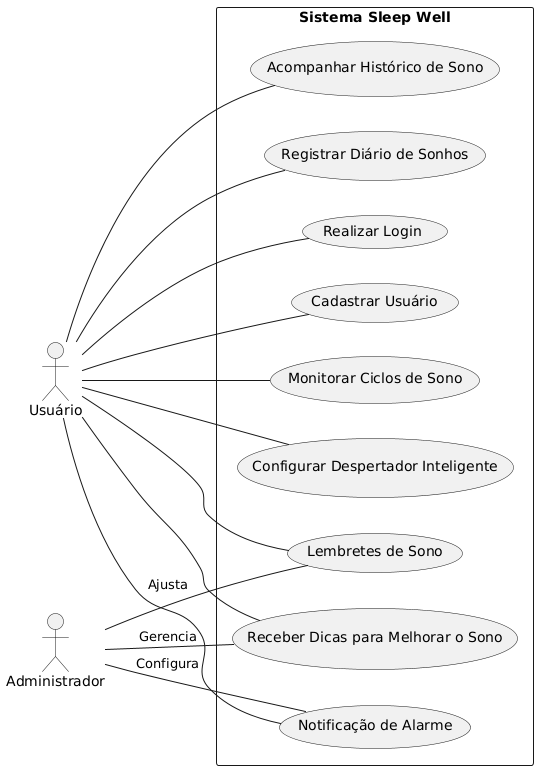 Sistema Sleep Well
Acompanhar Histórico de Sono
Registrar Diário de Sonhos
Realizar Login
Cadastrar Usuário
Monitorar Ciclos de Sono
Usuário
Configurar Despertador Inteligente
Lembretes de Sono
Ajusta
Gerencia
Receber Dicas para Melhorar o Sono
Configura
Administrador
Notificação de Alarme